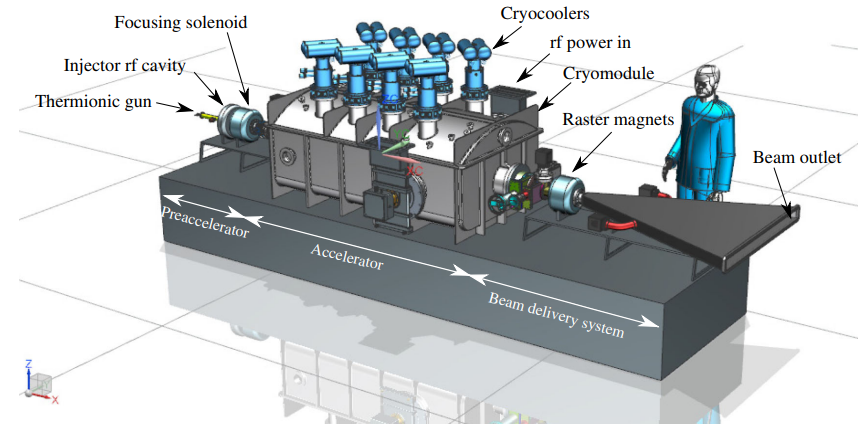 Cryocoolers
Focusing solenoid
rf power in
Injector rf cavity
Cryomodule
Thermionic gun
Raster magnets
Beam outlet
Preaccelerator
Accelerator
Beam delivery system
Z
X